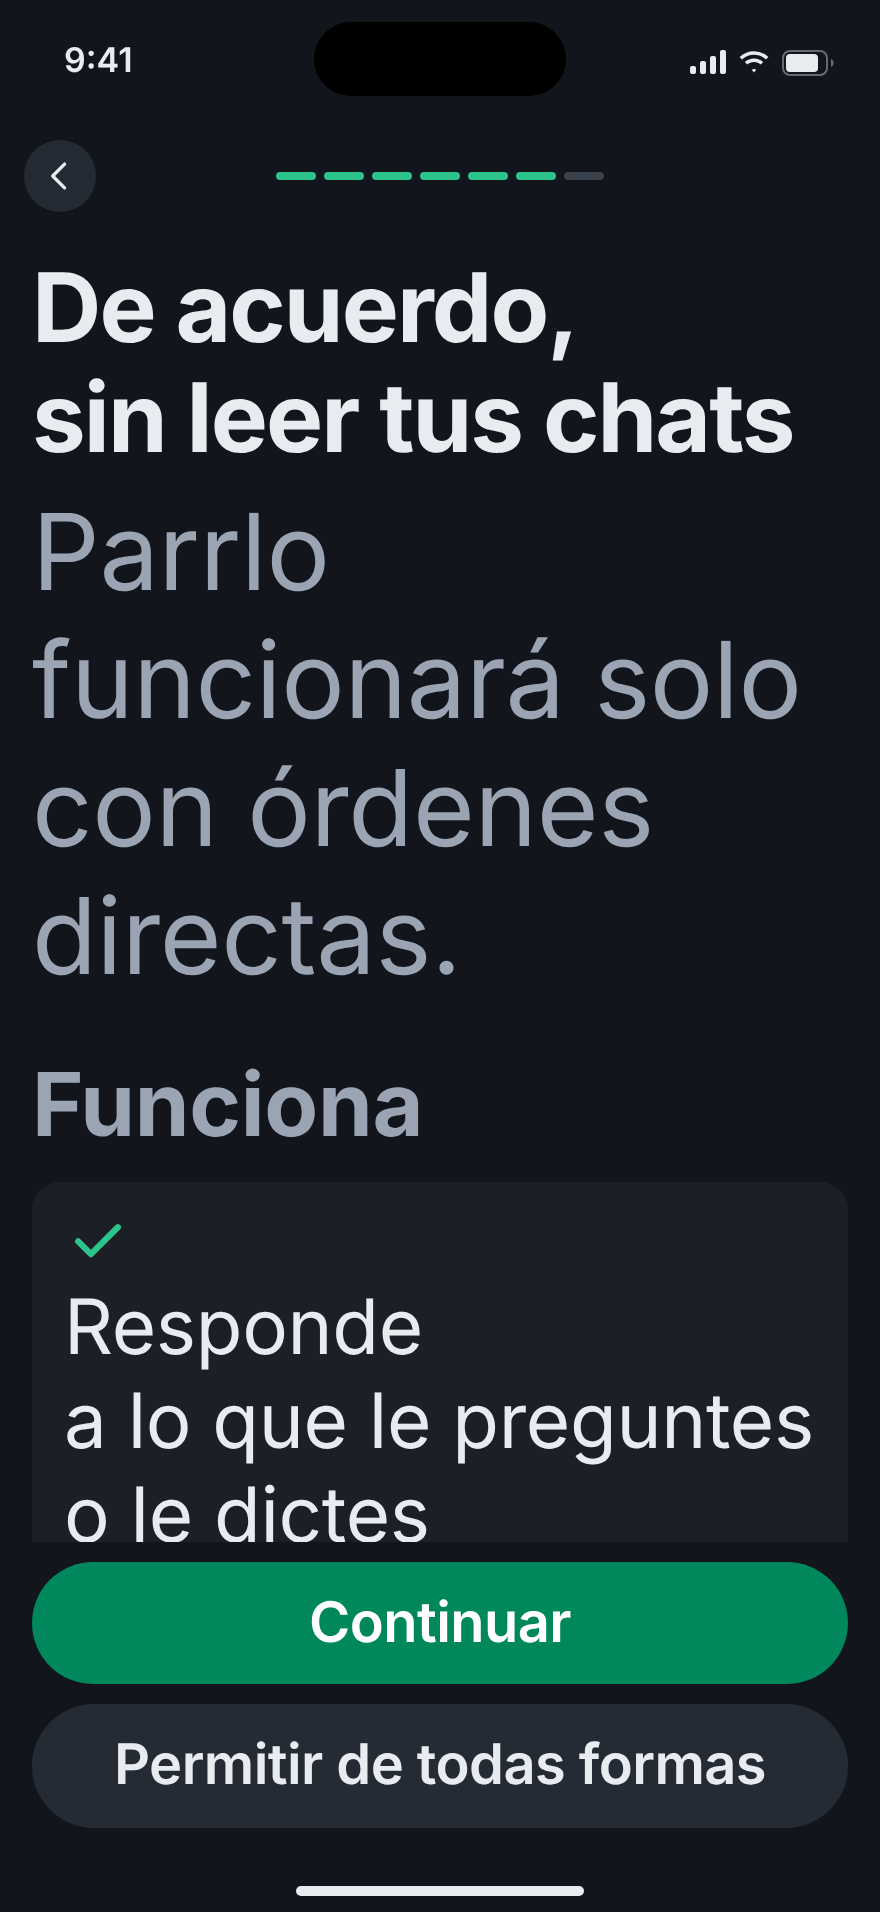 9:41
De acuerdo,
sin leer tus chats
Parrlo
funcionará solo
con órdenes
directas.
Funciona
Responde
a lo que le preguntes
o le dictes
Continuar
Permitir de todas formas